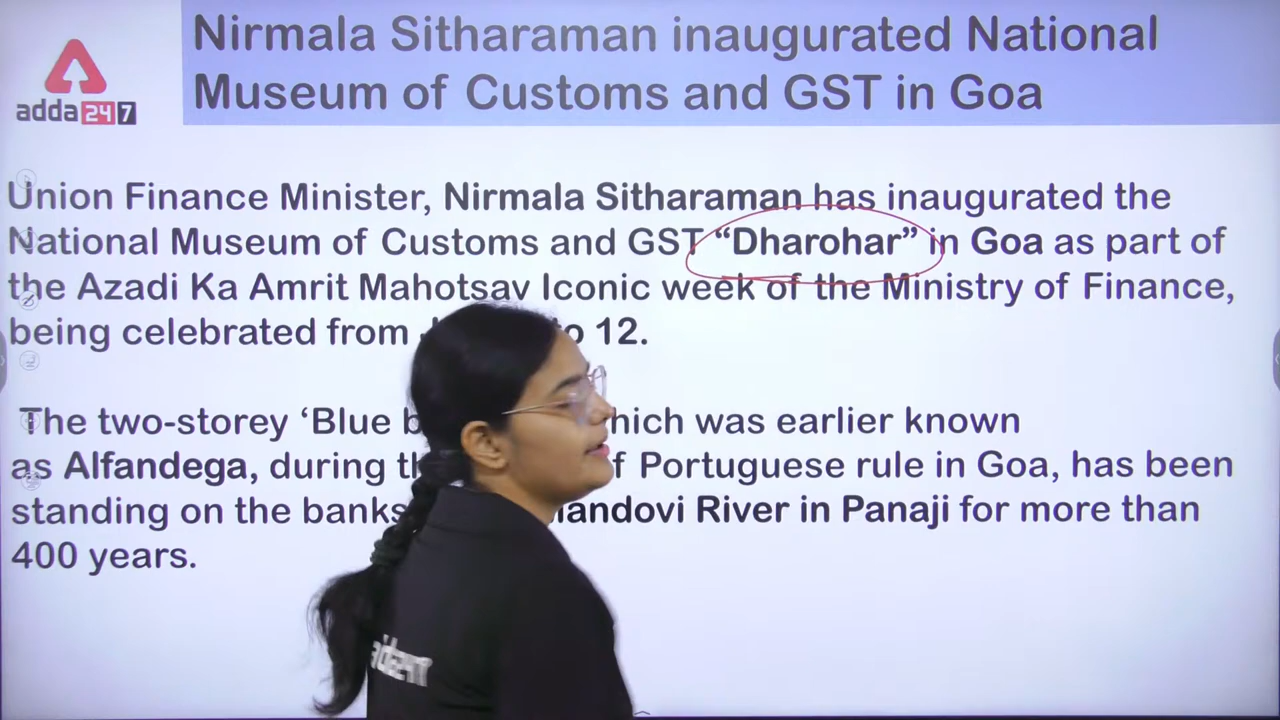 Nirmala Sitharaman inaugurated National
Museum of Customs and GST in Goa
adda247
Union Finance Minister, Nirmala Sitharaman has inaugurated the
National Museum of Customs and GST “Dharohar” in Goa as part of
the Azadi Ka Amrit Mahotsav Iconic week of the Ministry of Finance,
being celebrated from to 12.
The two-storey ‘Blue which was earlier known
as Alfandega, during of Portuguese rule in Goa, has been
standing on the banks Mandovi River in Panaji for more than
400 years.